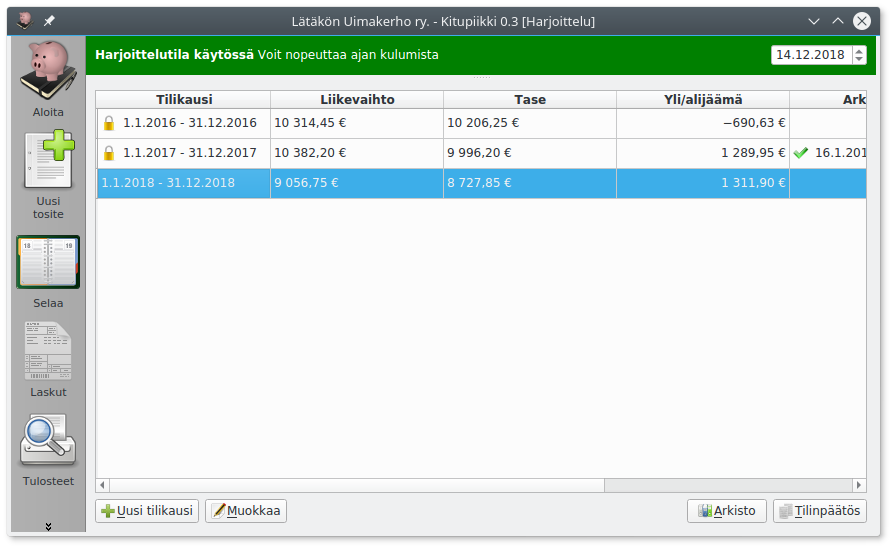 Lätäkön Uimakerho ry. - Kitupiikki 0.3 [Harjoittelu]
Aloita
Uusi
tosite
Selaa
Laskut
Tulosteet
Harjoittelutila käytössä Voit nopeuttaa ajan kulumista
14.12.2018
Tilikausi Liikevaihto Tase Yli/alijäämä Ark
1.1.2016 - 31.12.2016 10 314,45 € 10 206,25 € −690,63 €
1.1.2017 - 31.12.2017 10 382,20 € 9 996,20 € 1 289,95 € 16.1.201
1.1.2018 - 31.12.2018 9 056,75 € 8 727,85 € 1 311,90 €
Uusi tilikausi Muokkaa Arkisto Tilinpäätös